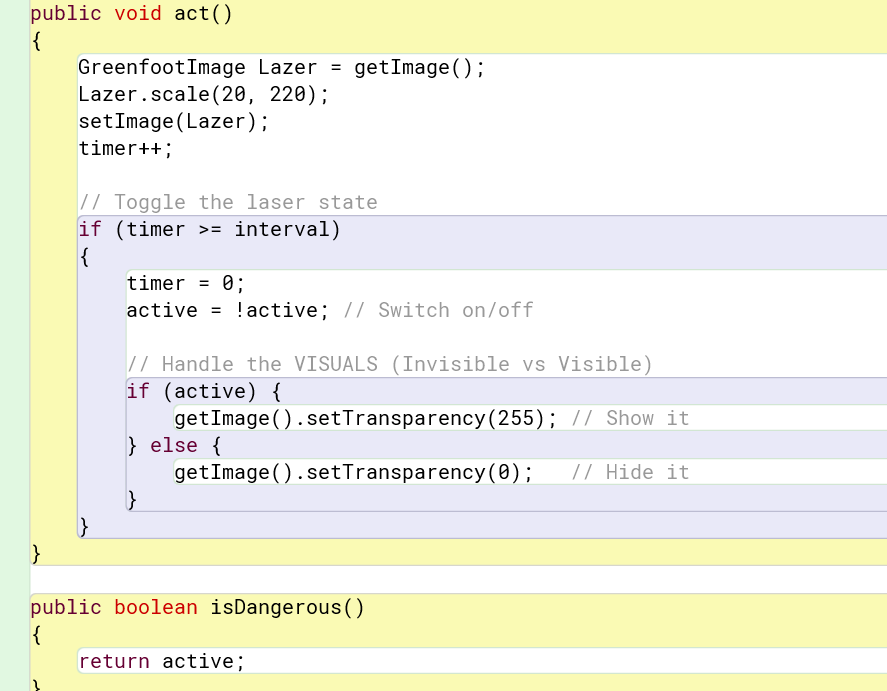 public void act()
{
GreenfootImage Lazer = getImage();
Lazer.scale(20, 220);
setImage(Lazer);
timer++;
// Toggle the laser state
if (timer >= interval)
{
timer = 0;
active = !active; // Switch on/off
// Handle the VISUALS (Invisible vs Visible)
if (active) {
getImage().setTransparency(255); // Show it
} else {
getImage().setTransparency(0);   // Hide it
}
}
}
public boolean isDangerous()
{
return active;
}